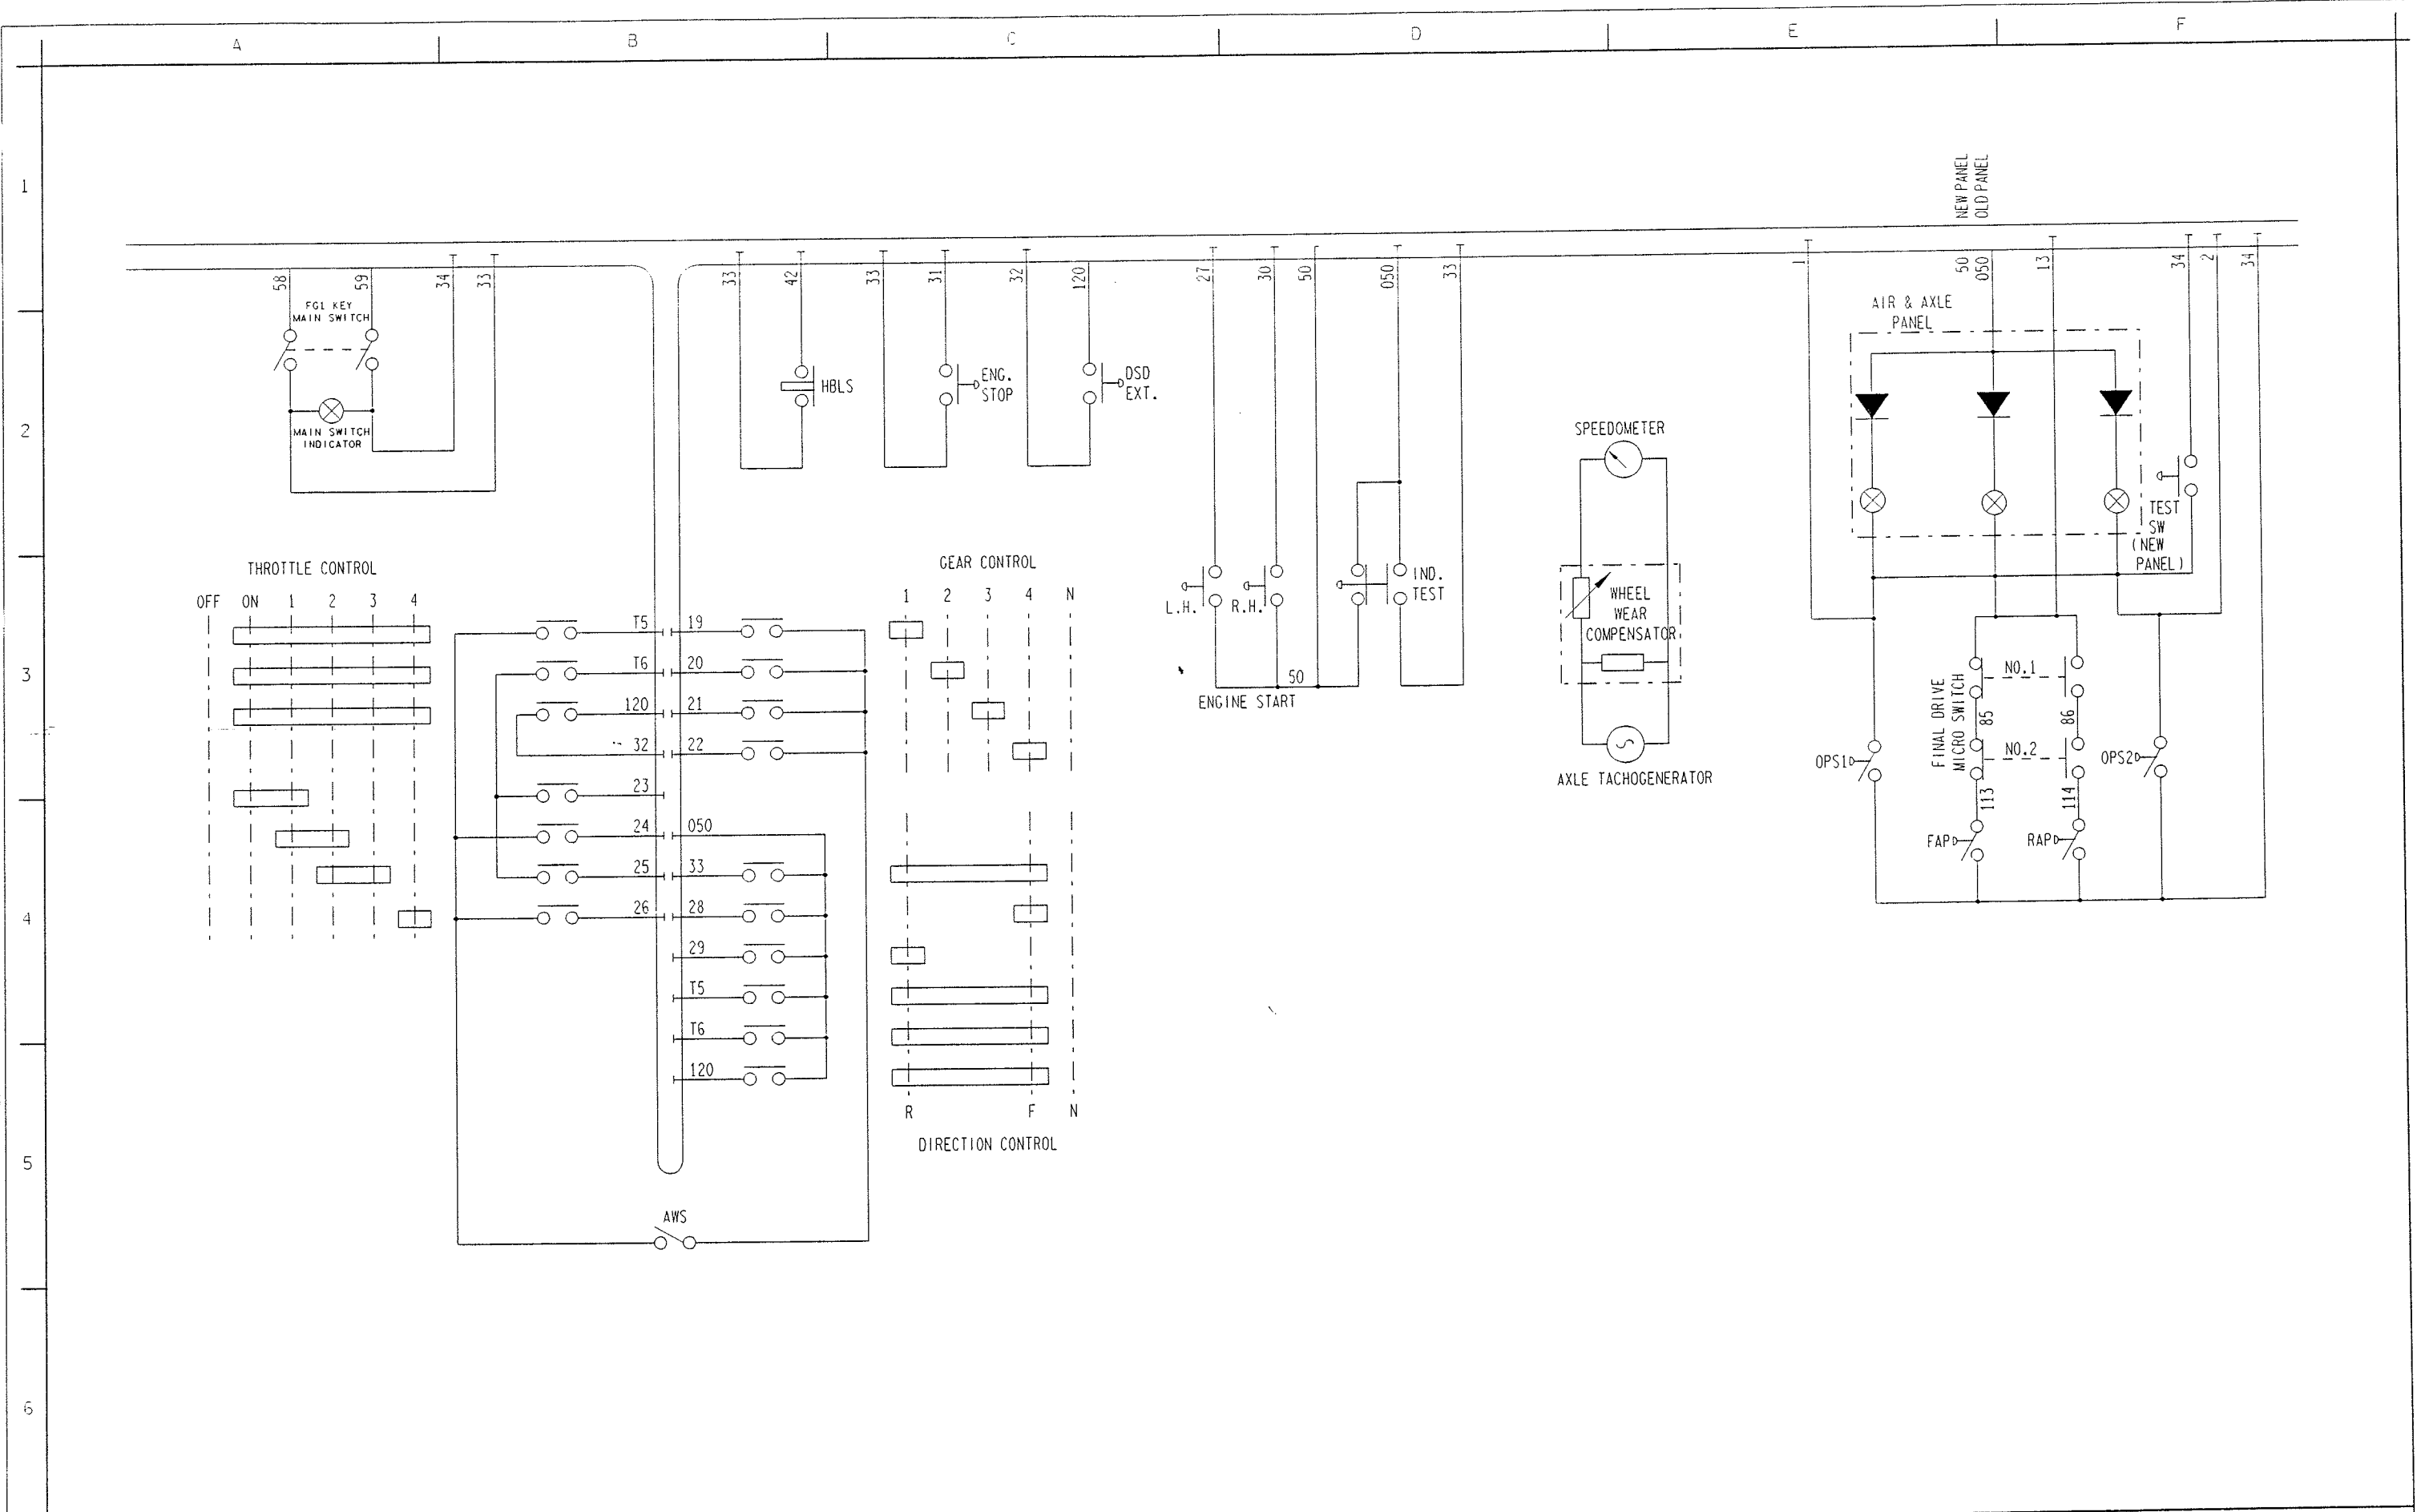 A B C D E F
1
2
3
4
5
6
NEW PANEL
OLD PANEL
58
59
34
33
33
42
33
31
32
120
27
30
50
050
33
1
50
050
13
34
2
34
FG1 KEY
MAIN SWITCH
MAIN SWITCH
INDICATOR
HBLS
ENG.
STOP
DSD
EXT.
AIR & AXLE
PANEL
TEST
SW
(NEW
PANEL)
SPEEDOMETER
WHEEL
WEAR
COMPENSATOR
AXLE TACHOGENERATOR
L.H.
R.H.
IND.
TEST
50
ENGINE START
THROTTLE CONTROL
OFF ON 1 2 3 4
T5 19
T6 20
120 21
32 22
23
24 050
25 33
26 28
29
T5
T6
120
GEAR CONTROL
1 2 3 4 N
R F N
DIRECTION CONTROL
AWS
FINAL DRIVE
MICRO SWITCH
NO.1
85
86
NO.2
113
114
OPS1
OPS2
FAP
RAP